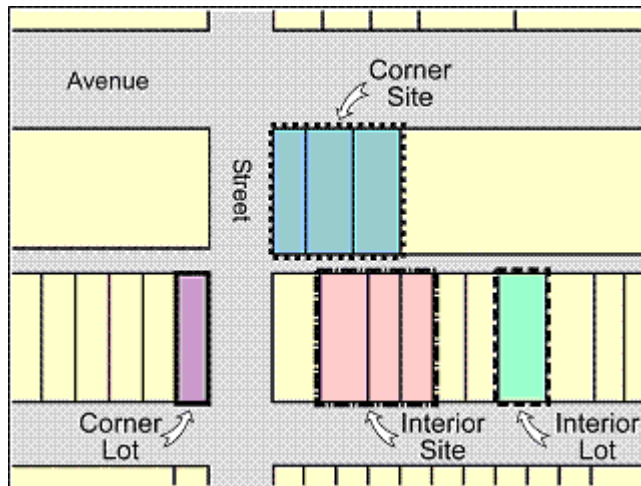 Avenue
Corner
Site
Street
Corner
Lot
Interior
Site
Interior
Lot